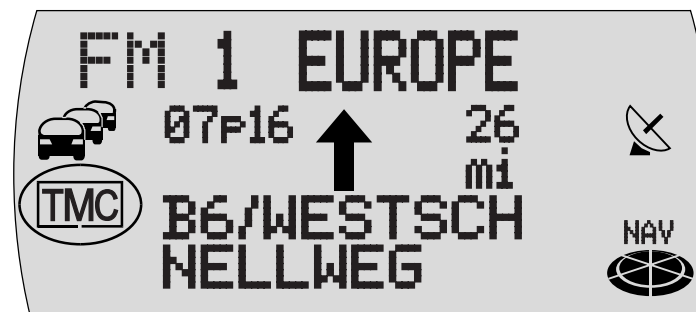 FM 1 EUROPE
07P16 26
mi
TMC
B6/WESTSCH
NELLWEG
NAV